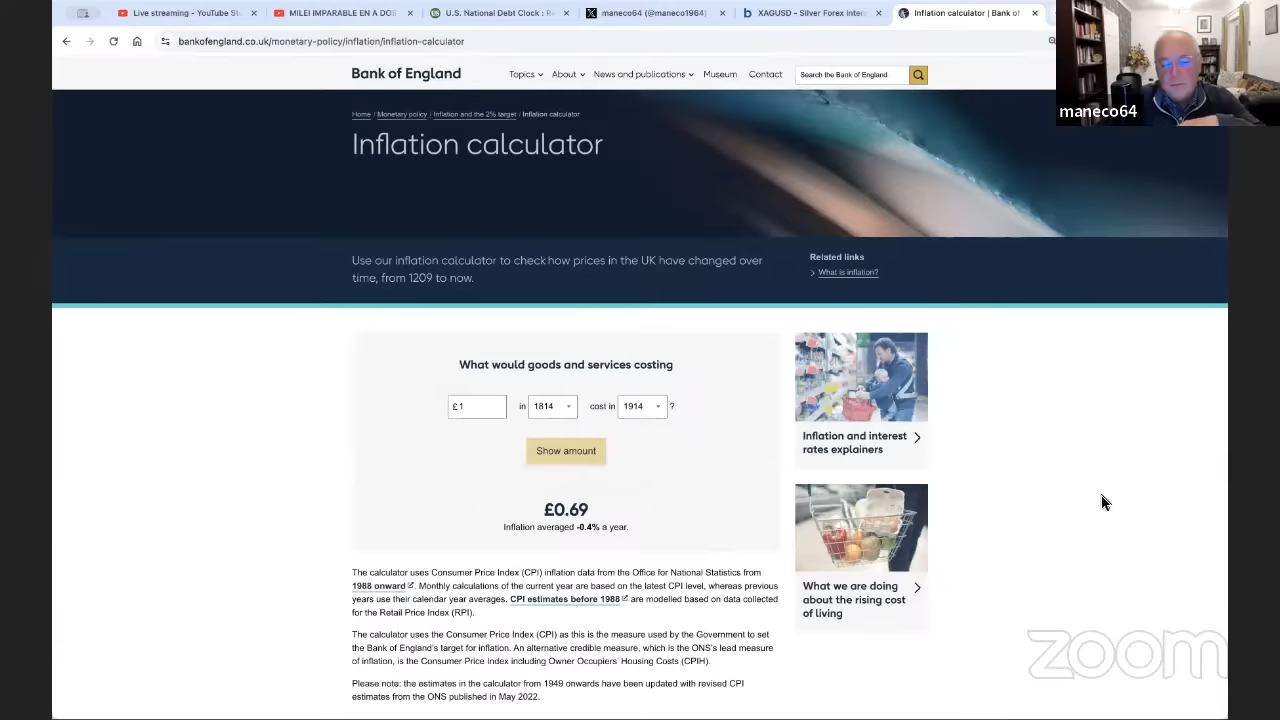 Live streaming - YouTube St
MILEI IMPARABLE EN A DOS
U.S. National Debt Clock : Re
maneco64 (@maneco1964)
XAGUSD – Silver Forex Inter
Inflation calculator | Bank of
bankofengland.co.uk/monetary-policy/inflation/inflation-calculator
maneco64
Bank of England
Topics
About
News and publications
Museum
Contact
Search the Bank of England
Home / Monetary policy / Inflation and the 2% target / Inflation calculator
Inflation calculator
Use our inflation calculator to check how prices in the UK have changed over
time, from 1209 to now.
Related links
What is inflation?
What would goods and services costing
£1 in 1814 cost in 1914 ?
Show amount
£0.69
Inflation averaged -0.4% a year.
Inflation and interest
rates explainers
What we are doing
about the rising cost
of living
The calculator uses Consumer Price Index (CPI) inflation data from the Office for National Statistics from
1988 onward. Monthly calculations of the current year are based on the latest CPI level, whereas previous
years use their calendar year averages. CPI estimates before 1988 are modelled based on data collected
for the Retail Price Index (RPI).
The calculator uses the Consumer Price Index (CPI) as this is the measure used by the Government to set
the Bank of England's target for inflation. An alternative credible measure, which is the ONS's lead measure
of inflation, is the Consumer Price Index including Owner Occupiers' Housing Costs (CPIH).
Please note: the estimates in the calculator from 1949 onwards have been updated with revised CPI
estimates from the ONS published in May 2022.
zoom